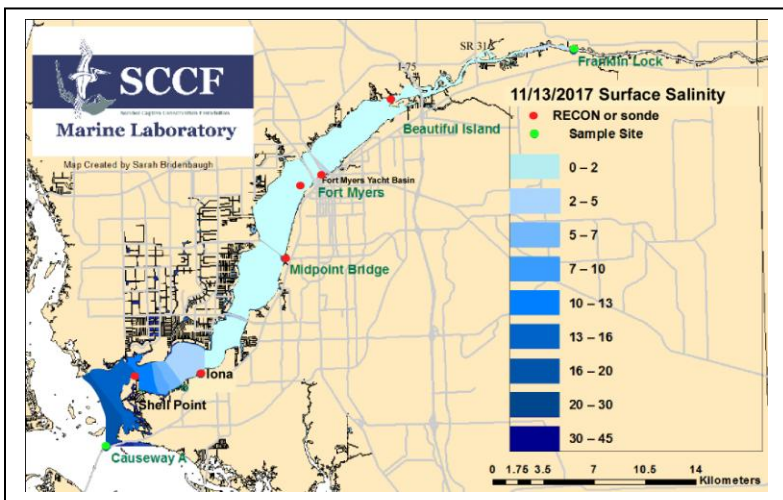 SCCF
Marine Laboratory
Map Created by Sarah Bridenbaugh
I-75
SR 31
Franklin Lock
Beautiful Island
Fort Myers Yacht Basin
Fort Myers
Midpoint Bridge
Iona
Shell Point
Causeway A
11/13/2017 Surface Salinity
RECON or sonde
Sample Site
0 – 2
2 – 5
5 – 7
7 – 10
10 – 13
13 – 16
16 – 20
20 – 30
30 – 45
0 1.75 3.5 7 10.5 14
Kilometers